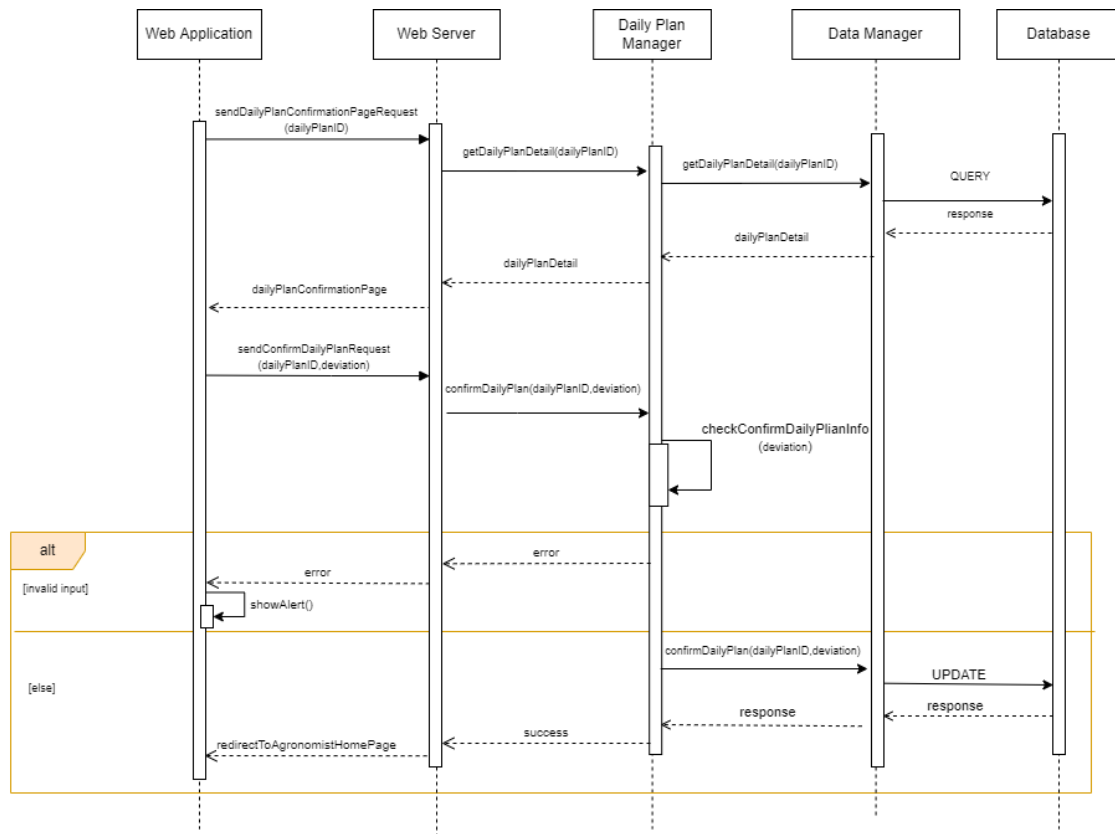 Web Application
Web Server
Daily Plan
Manager
Data Manager
Database
sendDailyPlanConfirmationPageRequest
(dailyPlanID)
getDailyPlanDetail(dailyPlanID)
getDailyPlanDetail(dailyPlanID)
QUERY
response
dailyPlanDetail
dailyPlanDetail
dailyPlanConfirmationPage
sendConfirmDailyPlanRequest
(dailyPlanID,deviation)
confirmDailyPlan(dailyPlanID,deviation)
checkConfirmDailyPlianInfo
(deviation)
alt
error
error
[invalid input]
showAlert()
confirmDailyPlan(dailyPlanID,deviation)
UPDATE
[else]
response
response
success
redirectToAgronomistHomePage